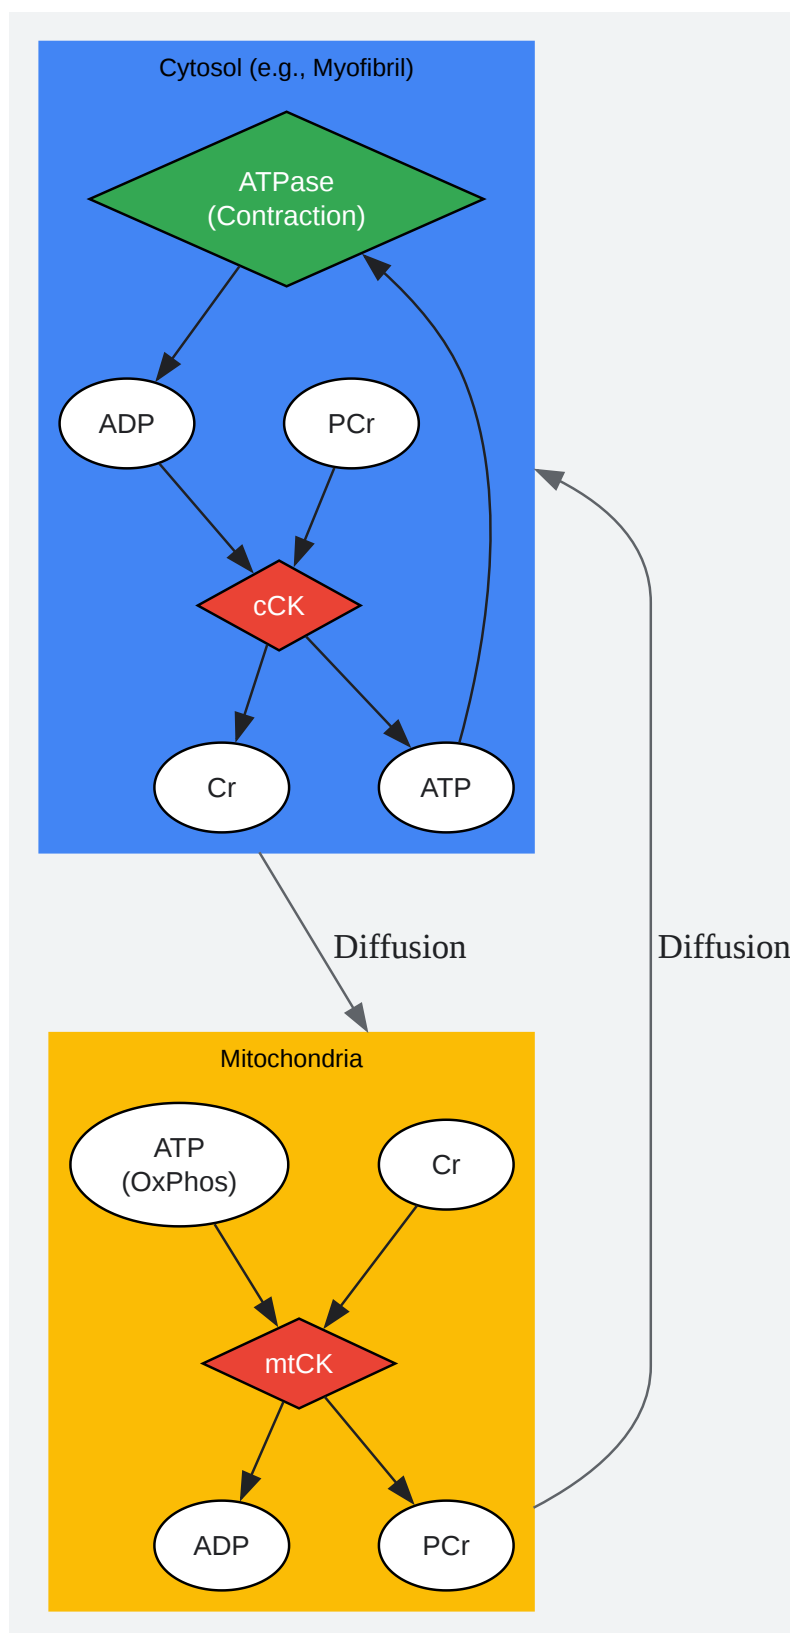 Cytosol (e.g., Myofibril)
ATPase
(Contraction)
ADP
PCr
cCK
Cr
ATP
Diffusion
Diffusion
Mitochondria
ATP
(OxPhos)
Cr
mtCK
ADP
PCr